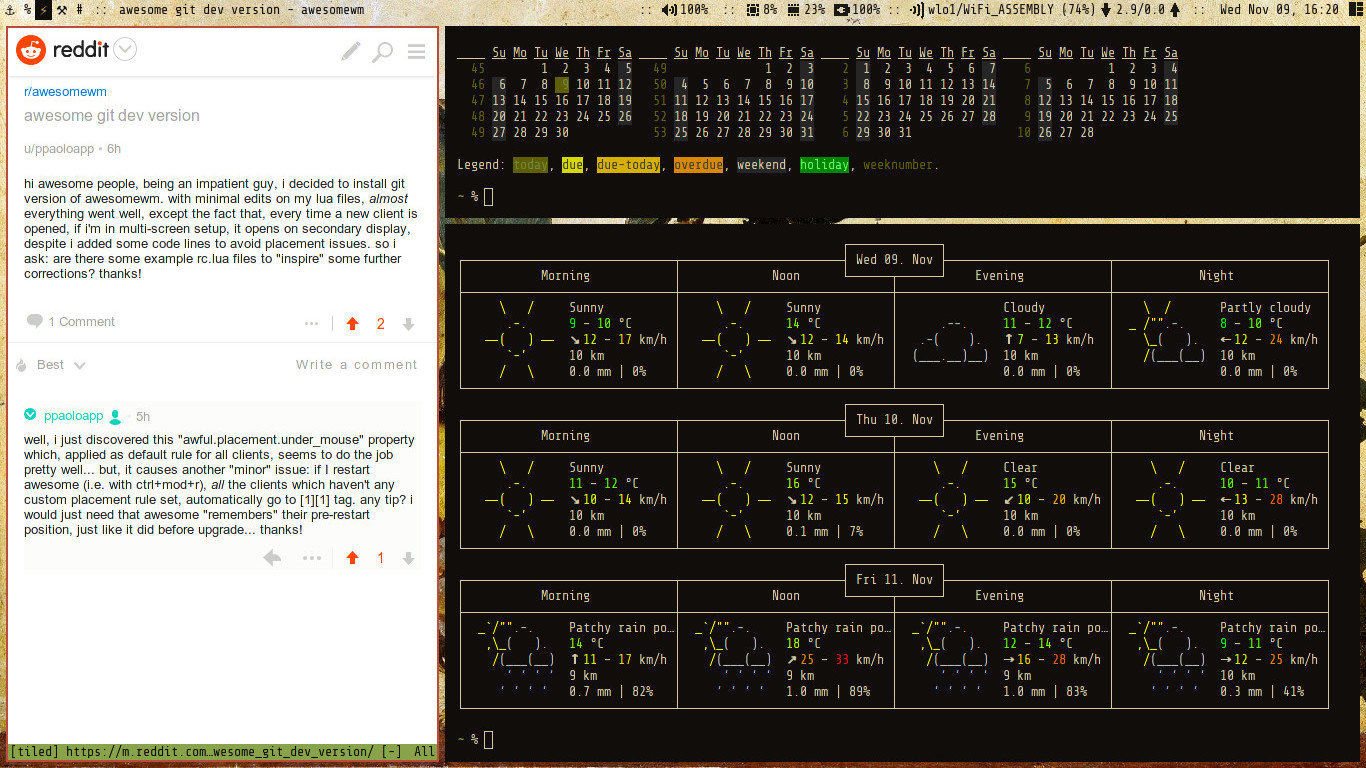 % # :: awesome git dev version - awesomewm :: 100% :: 8% 23% 100% :: wlo1/WiFi_ASSEMBLY (74%) 2.9/0.0 :: Wed Nov 09, 16:20
reddit
r/awesomewm
awesome git dev version
u/ppaoloapp • 6h
hi awesome people, being an impatient guy, i decided to install git
version of awesomewm. with minimal edits on my lua files, almost
everything went well, except the fact that, every time a new client is
opened, if i'm in multi-screen setup, it opens on secondary display,
despite i added some code lines to avoid placement issues. so i
ask: are there some example rc.lua files to "inspire" some further
corrections? thanks!
1 Comment ... 2
Best Write a comment
ppaoloapp • 5h
well, i just discovered this "awful.placement.under_mouse" property
which, applied as default rule for all clients, seems to do the job
pretty well... but, it causes another "minor" issue: if I restart
awesome (i.e. with ctrl+mod+r), all the clients which haven't any
custom placement rule set, automatically go to [1][1] tag. any tip? i
would just need that awesome "remembers" their pre-restart
position, just like it did before upgrade... thanks!
... 1
[tiled] https://m.reddit.com…wesome_git_dev_version/ [-] All
Su Mo Tu We Th Fr Sa Su Mo Tu We Th Fr Sa Su Mo Tu We Th Fr Sa Su Mo Tu We Th Fr Sa
45 1 2 3 4 5 49 1 2 3 2 1 2 3 4 5 6 7 6 1 2 3 4
46 6 7 8 9 10 11 12 50 4 5 6 7 8 9 10 3 8 9 10 11 12 13 14 7 5 6 7 8 9 10 11
47 13 14 15 16 17 18 19 51 11 12 13 14 15 16 17 4 15 16 17 18 19 20 21 8 12 13 14 15 16 17 18
48 20 21 22 23 24 25 26 52 18 19 20 21 22 23 24 5 22 23 24 25 26 27 28 9 19 20 21 22 23 24 25
49 27 28 29 30 53 25 26 27 28 29 30 31 6 29 30 31 10 26 27 28
Legend: today, due, due-today, overdue, weekend, holiday, weeknumber.
~ %
Wed 09. Nov
Morning Noon Evening Night
Sunny Sunny Cloudy Partly cloudy
9 – 10 °C 14 °C 11 – 12 °C 8 – 10 °C
↘ 12 – 17 km/h ↘ 12 – 14 km/h ↑ 7 – 13 km/h ← 12 – 24 km/h
10 km 10 km 10 km 10 km
0.0 mm | 0% 0.0 mm | 0% 0.0 mm | 0% 0.0 mm | 0%
Thu 10. Nov
Morning Noon Evening Night
Sunny Sunny Clear Clear
11 – 12 °C 16 °C 15 °C 10 – 11 °C
↘ 10 – 14 km/h ↘ 12 – 15 km/h ↙ 10 – 20 km/h ← 13 – 28 km/h
10 km 10 km 10 km 10 km
0.0 mm | 0% 0.1 mm | 7% 0.0 mm | 0% 0.0 mm | 0%
Fri 11. Nov
Morning Noon Evening Night
Patchy rain po… Patchy rain po… Patchy rain po… Patchy rain po…
14 °C 18 °C 12 – 14 °C 9 – 11 °C
↑ 11 – 17 km/h ↗ 25 – 33 km/h → 16 – 28 km/h → 12 – 25 km/h
9 km 9 km 9 km 10 km
0.7 mm | 82% 1.0 mm | 89% 1.0 mm | 83% 0.3 mm | 41%
~ %